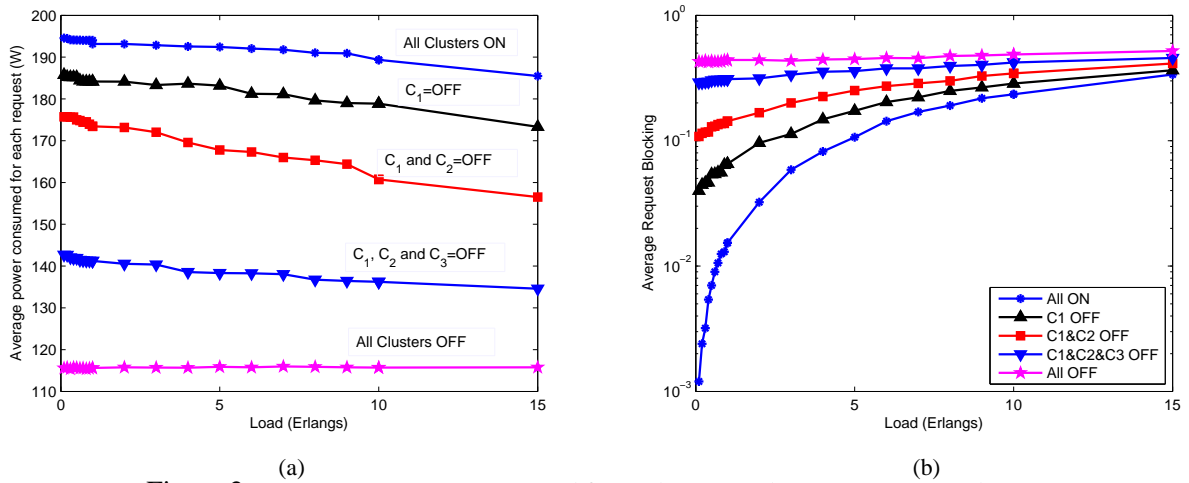 200
190
180
170
160
150
140
130
120
110
0
5
10
15
Average power consumed for each request (W)
Load (Erlangs)
All Clusters ON
C1=OFF
C1 and C2=OFF
C1, C2 and C3=OFF
All Clusters OFF
(a)
10^0
10^−1
10^−2
10^−3
0
5
10
15
Average Request Blocking
Load (Erlangs)
All ON
C1 OFF
C1&C2 OFF
C1&C2&C3 OFF
All OFF
(b)